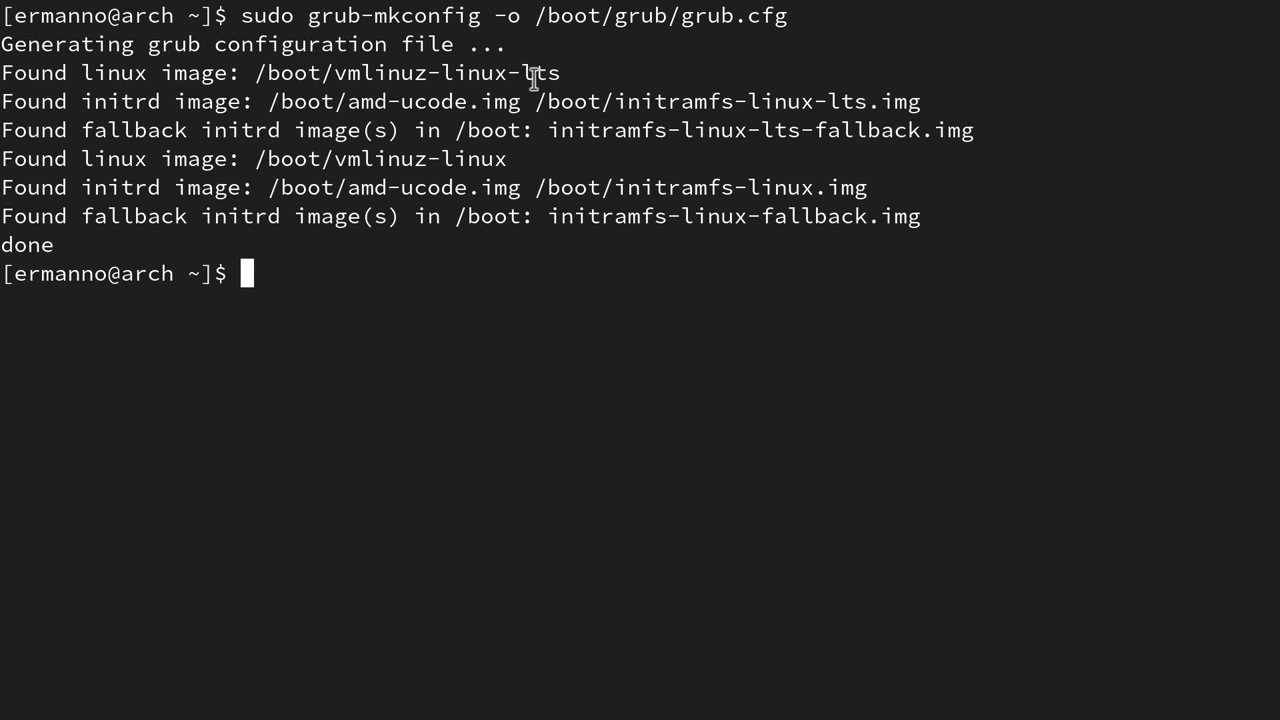 [ermanno@arch ~]$ sudo grub-mkconfig -o /boot/grub/grub.cfg
Generating grub configuration file ...
Found linux image: /boot/vmlinuz-linux-lts
Found initrd image: /boot/amd-ucode.img /boot/initramfs-linux-lts.img
Found fallback initrd image(s) in /boot: initramfs-linux-lts-fallback.img
Found linux image: /boot/vmlinuz-linux
Found initrd image: /boot/amd-ucode.img /boot/initramfs-linux.img
Found fallback initrd image(s) in /boot: initramfs-linux-fallback.img
done
[ermanno@arch ~]$